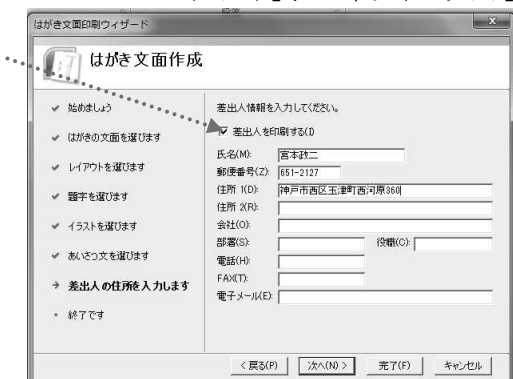 はがき文面印刷ウィザード
はがき文面作成
始めましょう
はがきの文面を選びます
レイアウトを選びます
題字を選びます
イラストを選びます
あいさつ文を選びます
差出人の住所を入力します
終了です
差出人情報を入力してください。
差出人を印刷する(I)
氏名(M): 宮本政二
郵便番号(Z): 651-2127
住所 1(D): 神戸市西区玉津町西河原360
住所 2(R):
会社(O):
部署(S): 役職(C):
電話(H):
FAX(T):
電子メール(E):
< 戻る(P) 次へ(N) > 完了(F) キャンセル